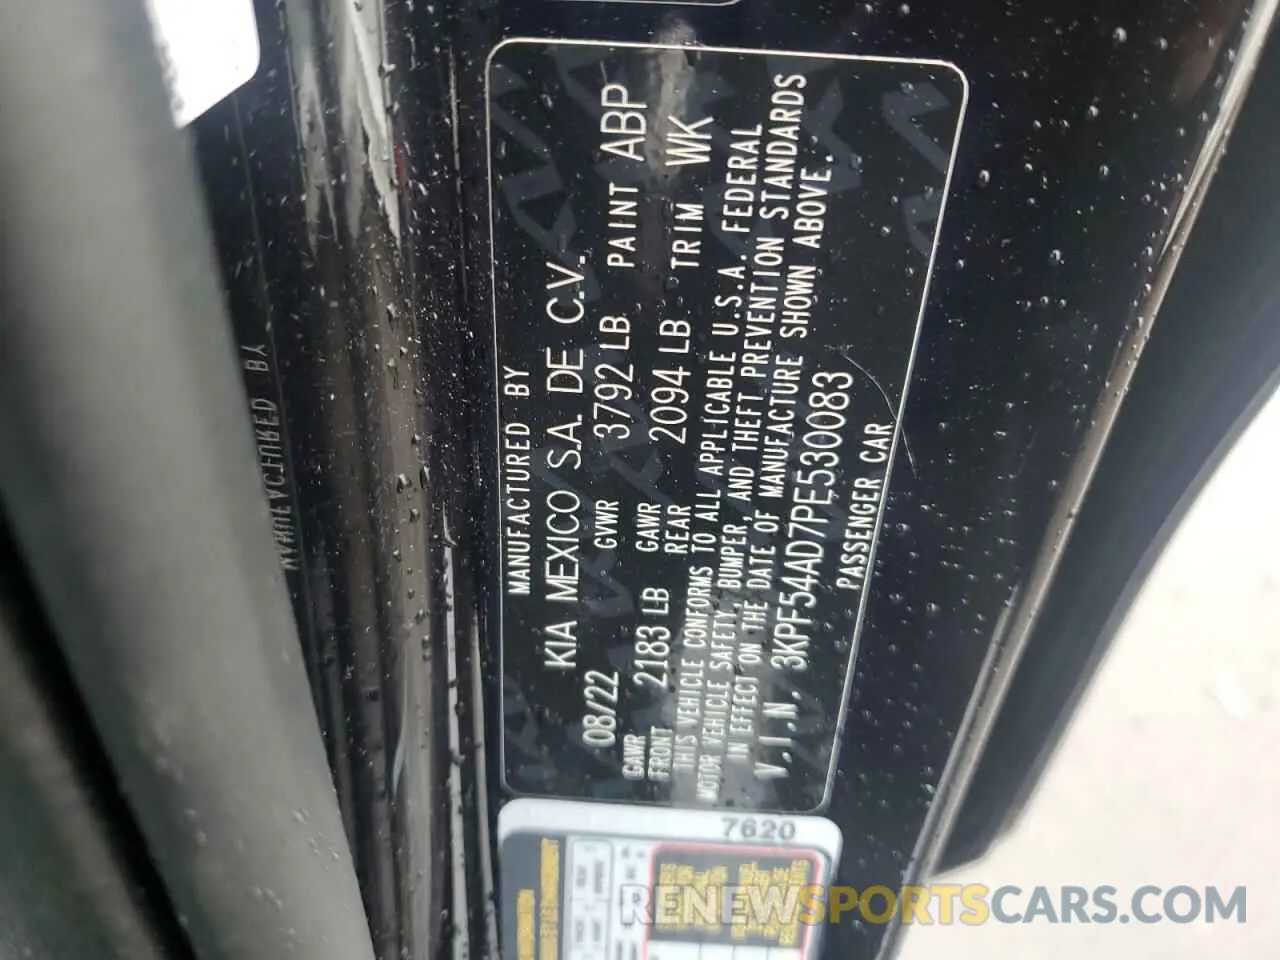 MANUFACTURED BY
KIA MEXICO S.A. DE C.V.
08/22 GVWR 3792 LB PAINT ABP
GAWR FRONT 2183 LB GAWR REAR 2094 LB TRIM WK
THIS VEHICLE CONFORMS TO ALL APPLICABLE U.S.A. FEDERAL
MOTOR VEHICLE SAFETY, BUMPER, AND THEFT PREVENTION STANDARDS
IN EFFECT ON THE DATE OF MANUFACTURE SHOWN ABOVE.
V.I.N. 3KPF54AD7PE530083
PASSENGER CAR
7620
MANUFACTURED BY
RENEWSPORTSCARS.COM